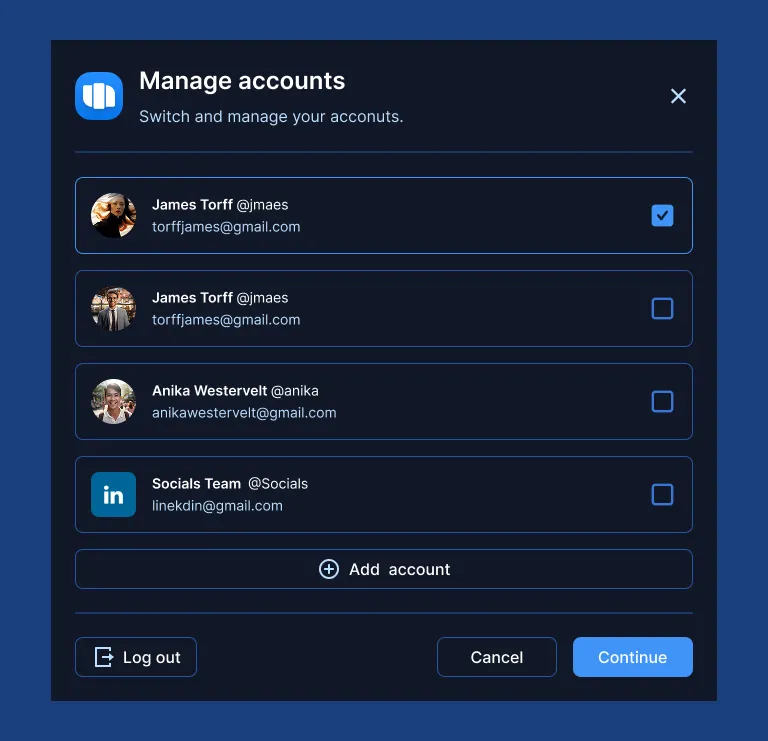 Manage accounts
Switch and manage your acconuts.
James Torff @jmaes
torffjames@gmail.com
James Torff @jmaes
torffjames@gmail.com
Anika Westervelt @anika
anikawestervelt@gmail.com
in
Socials Team @Socials
linekdin@gmail.com
Add account
Log out
Cancel
Continue